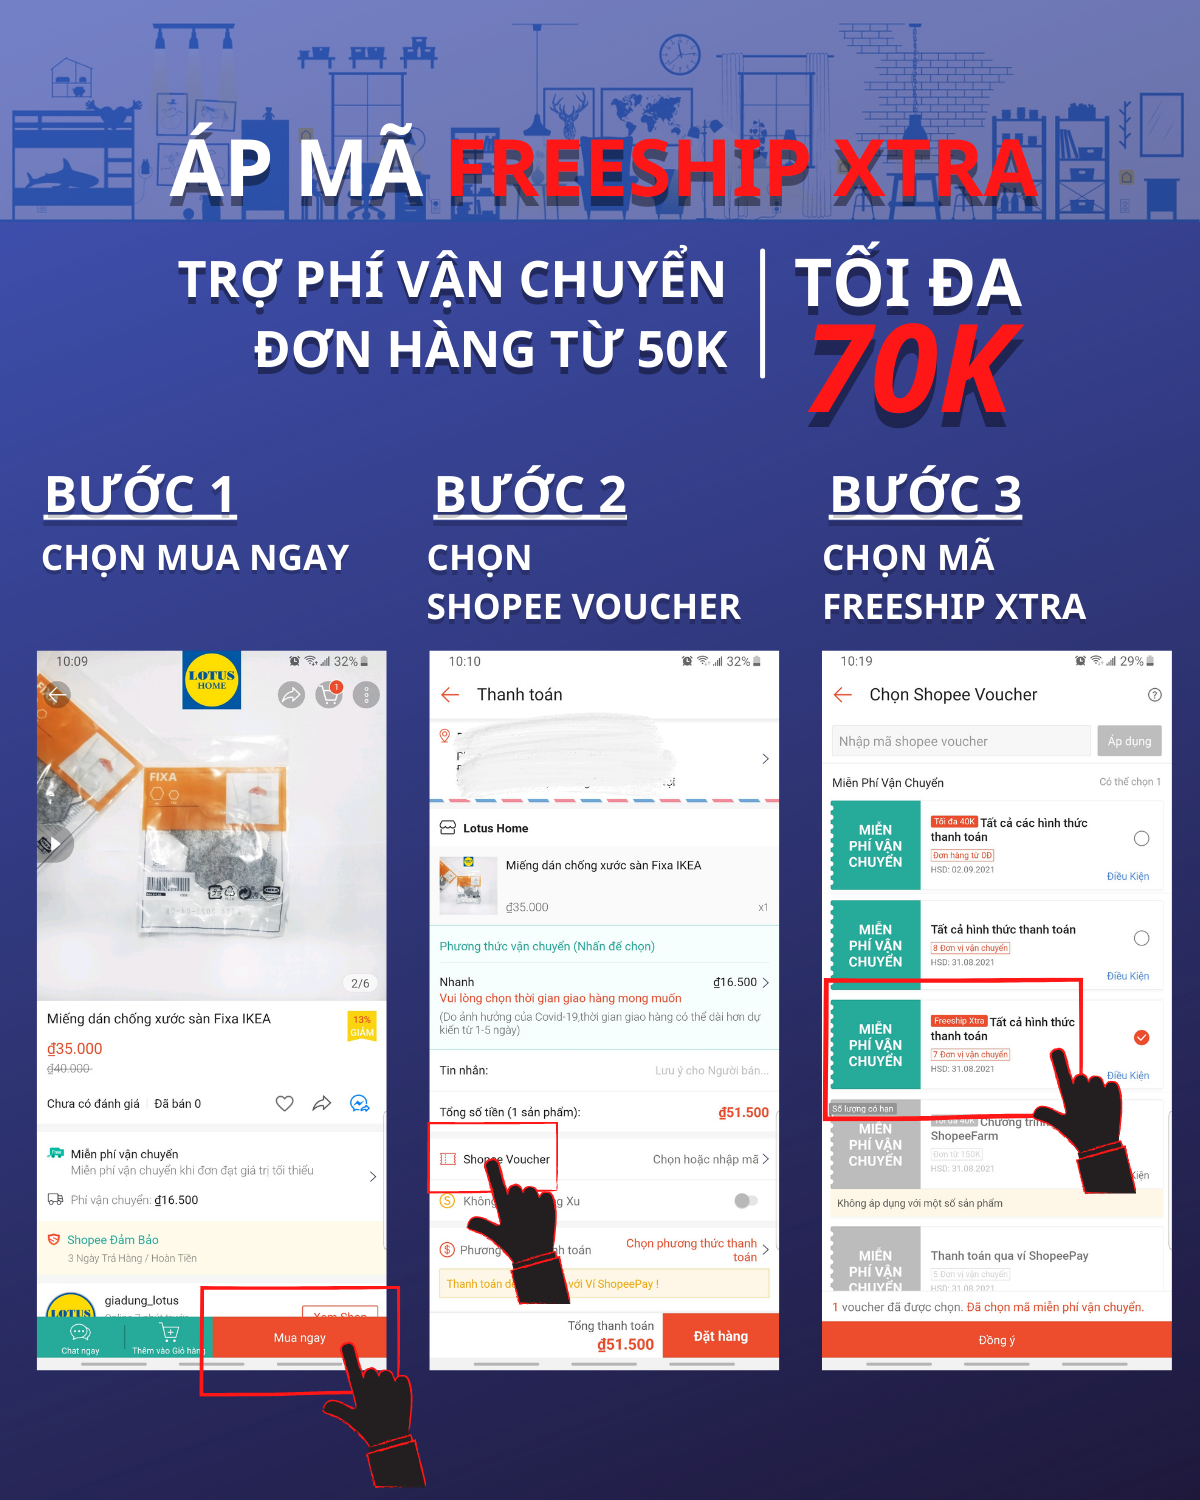 ÁP MÃ FREESHIP XTRA
TRỢ PHÍ VẬN CHUYỂN
ĐƠN HÀNG TỪ 50K
TỐI ĐA
70K
BƯỚC 1
CHỌN MUA NGAY
10:09
32%
LOTUS
HOME
1
FIXA
2/6
Miếng dán chống xước sàn Fixa IKEA
13%
GIẢM
₫35.000
₫40.000
Chưa có đánh giá
Đã bán 0
Miễn phí vận chuyển
Miễn phí vận chuyển khi đơn đạt giá trị tối thiểu
Phí vận chuyển: ₫16.500
Shopee Đảm Bảo
3 Ngày Trả Hàng / Hoàn Tiền
giadung_lotus
LOTUS
Xem Shop
Chat ngay
Thêm vào Giỏ hàng
Mua ngay
BƯỚC 2
CHỌN
SHOPEE VOUCHER
10:10
32%
Thanh toán
Lotus Home
Miếng dán chống xước sàn Fixa IKEA
₫35.000
x1
Phương thức vận chuyển (Nhấn để chọn)
Nhanh
₫16.500
Vui lòng chọn thời gian giao hàng mong muốn
(Do ảnh hưởng của Covid-19,thời gian giao hàng có thể dài hơn dự
kiến từ 1-5 ngày)
Tin nhắn:
Lưu ý cho Người bán...
Tổng số tiền (1 sản phẩm):
₫51.500
Shopee Voucher
Chọn hoặc nhập mã
Không
Xu
Phương
toán
Chọn phương thức thanh
toán
Thanh toán
với Ví ShopeePay !
Tổng thanh toán
₫51.500
Đặt hàng
BƯỚC 3
CHỌN MÃ
FREESHIP XTRA
10:19
29%
Chọn Shopee Voucher
Nhập mã shopee voucher
Áp dụng
Miễn Phí Vận Chuyển
Có thể chọn 1
MIỄN
PHÍ VẬN
CHUYỂN
Tối đa 40K Tất cả các hình thức
thanh toán
Đơn hàng từ 0Đ
HSD: 02.09.2021
Điều Kiện
MIỄN
PHÍ VẬN
CHUYỂN
Tất cả hình thức thanh toán
8 Đơn vị vận chuyển
HSD: 31.08.2021
Điều Kiện
MIỄN
PHÍ VẬN
CHUYỂN
Freeship Xtra Tất cả hình thức
thanh toán
7 Đơn vị vận chuyển
HSD: 31.08.2021
Điều Kiện
Số lượng có hạn
MIỄN
PHÍ VẬN
CHUYỂN
Tối đa 40K Chương trình
ShopeeFarm
Đơn từ 150K
HSD: 31.08.2021
Kiện
Không áp dụng với một số sản phẩm
MIỄN
PHÍ VẬN
CHUYỂN
Thanh toán qua ví ShopeePay
5 Đơn vị vận chuyển
HSD: 31.08.2021
1 voucher đã được chọn. Đã chọn mã miễn phí vận chuyển.
Đồng ý